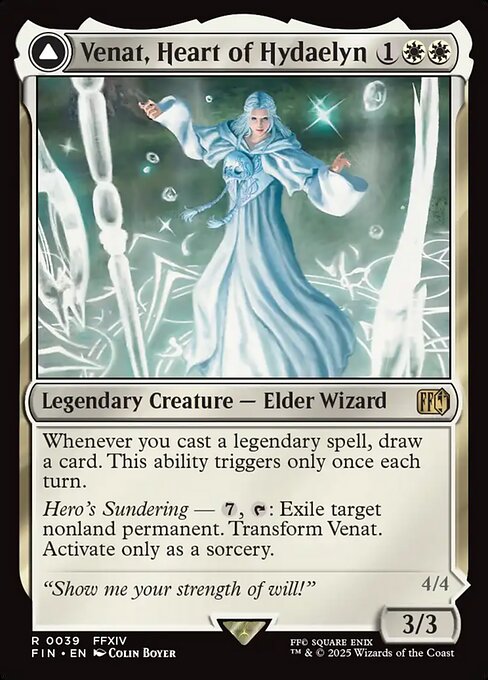 Venat, Heart of Hydaelyn 1
Legendary Creature — Elder Wizard
Whenever you cast a legendary spell, draw
a card. This ability triggers only once each
turn.
Hero's Sundering — 7, : Exile target
nonland permanent. Transform Venat.
Activate only as a sorcery.
"Show me your strength of will!"
4/4
3/3
R 0039 FFXIV
FIN • EN Colin Boyer
FF© SQUARE ENIX
™ & © 2025 Wizards of the Coast